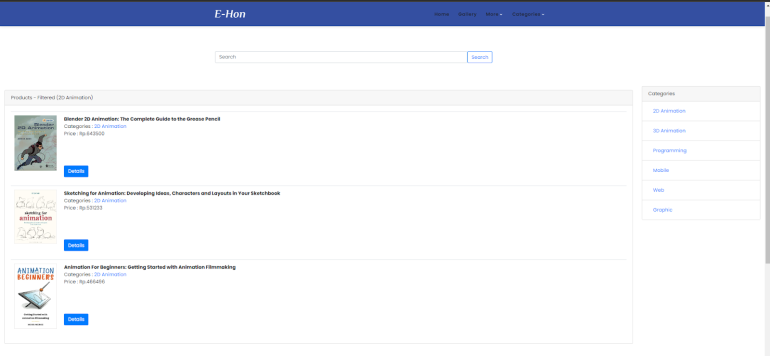 E-Hon
Home Gallery More Categories
Search Search
Products - Filtered (2D Animation)
Blender 2D Animation: The Complete Guide to the Grease Pencil
Categories : 2D Animation
Price : Rp.643500
Details
Sketching for Animation: Developing Ideas, Characters and Layouts in Your Sketchbook
Categories : 2D Animation
Price : Rp.531233
Details
Animation For Beginners: Getting Started with Animation Filmmaking
Categories : 2D Animation
Price : Rp.486496
Details
Blender
2D Animation
sketching for
animation
ANIMATION
BEGINNERS
Categories
2D Animation
3D Animation
Programming
Mobile
Web
Graphic